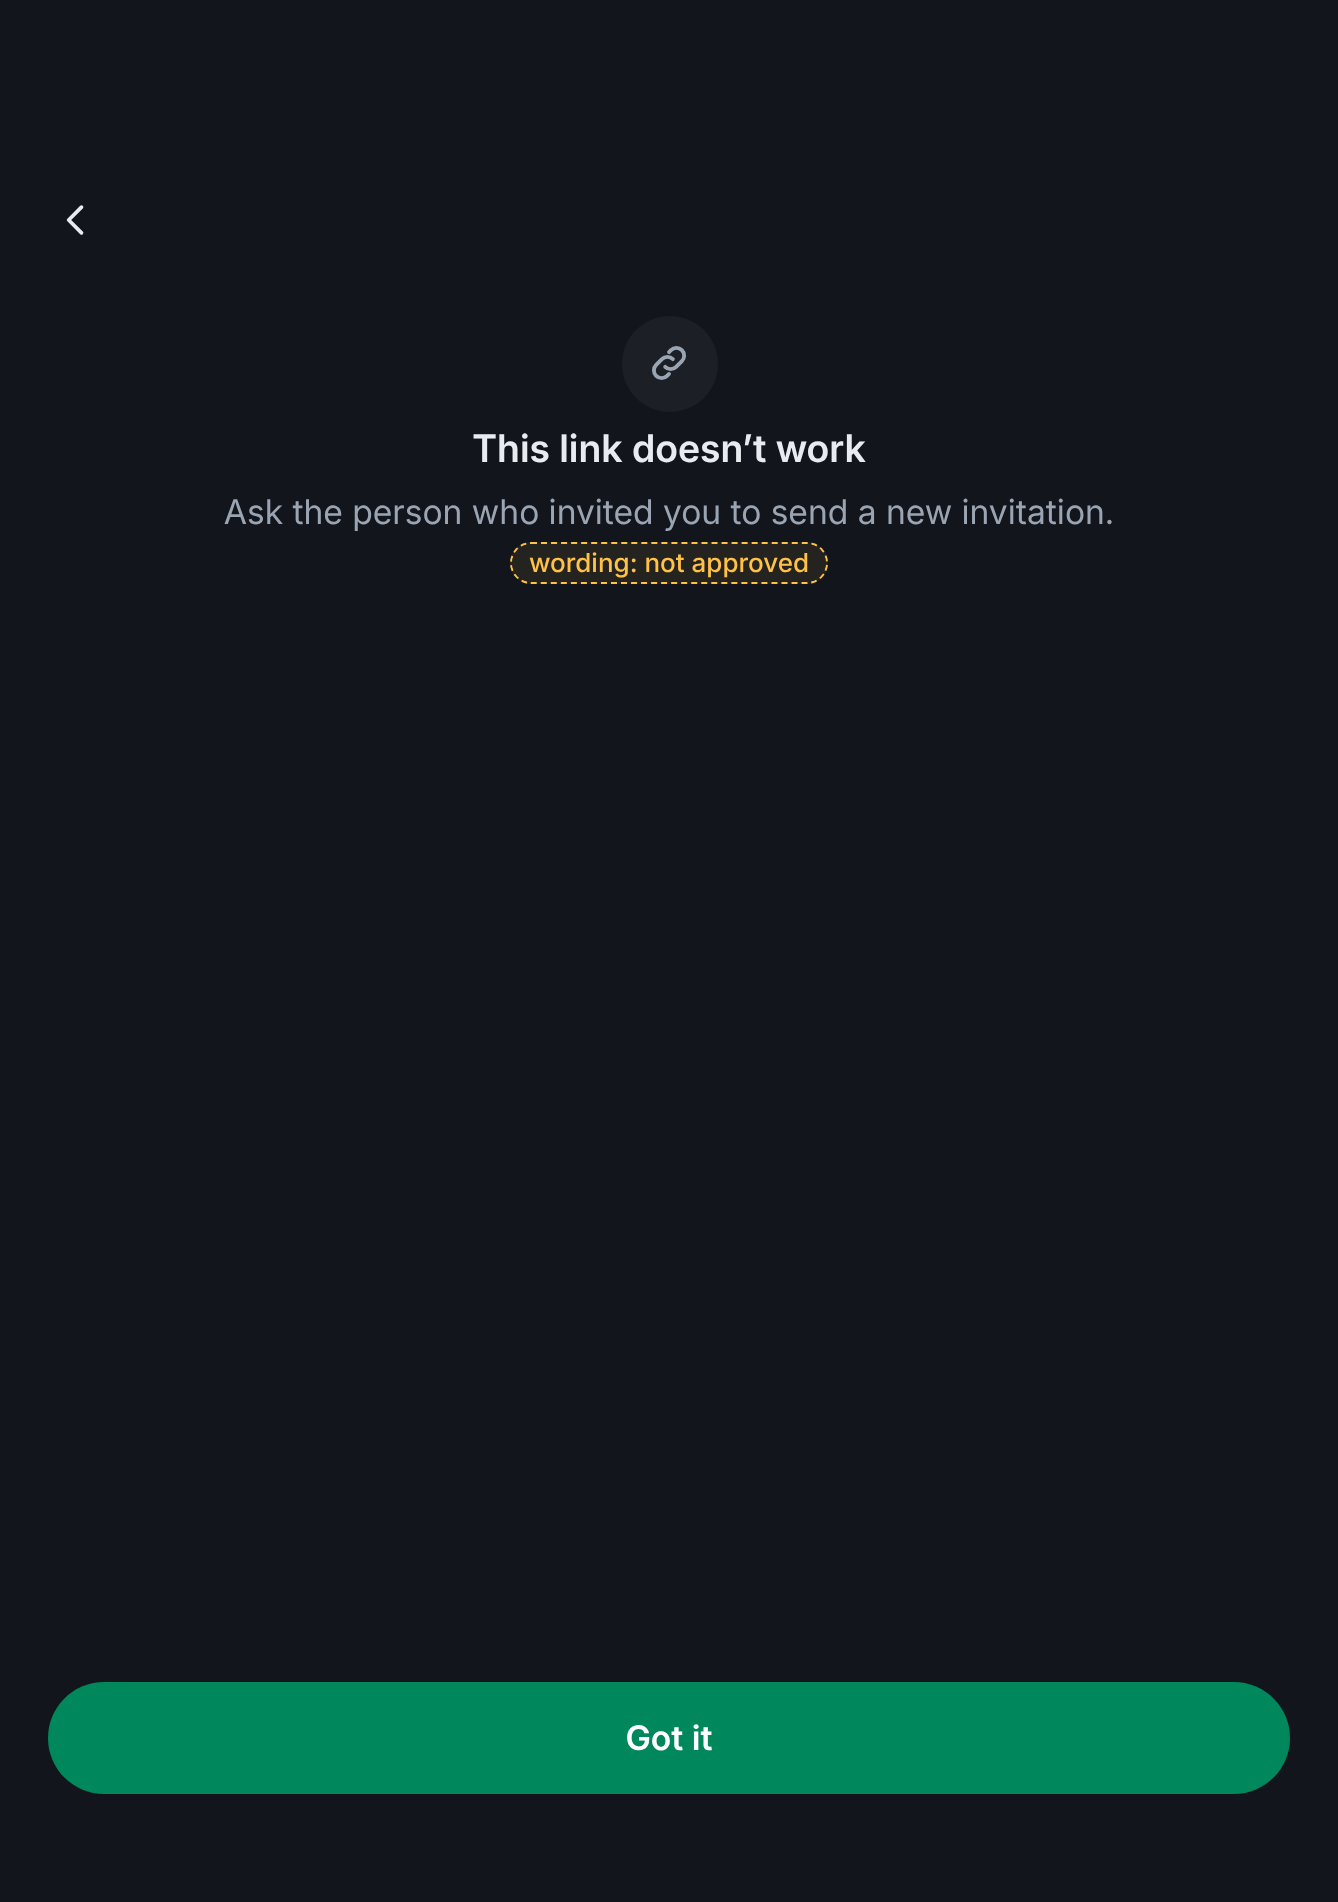 This link doesn’t work
Ask the person who invited you to send a new invitation.
wording: not approved
Got it